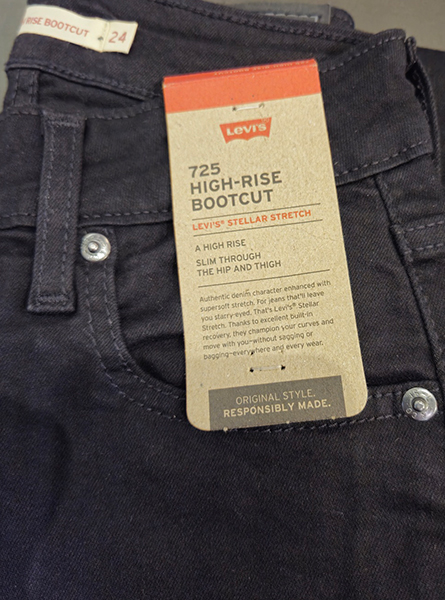 RISE BOOTCUT 24
Levi's
725
HIGH-RISE
BOOTCUT
LEVI'S® STELLAR STRETCH
A HIGH RISE
SLIM THROUGH
THE HIP AND THIGH
Authentic denim character enhanced with
supersoft stretch. For jeans that'll leave
you starry-eyed. That's Levi's® Stellar
Stretch. Thanks to excellent built-in
recovery, they champion your curves and
move with you–without sagging or
bagging–everywhere and every wear.
ORIGINAL STYLE.
RESPONSIBLY MADE.